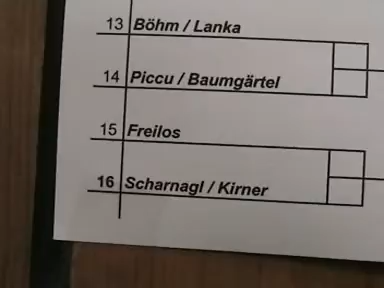 13 Böhm / Lanka
14 Piccu / Baumgärtel
15 Freilos
16 Scharnagl / Kirner